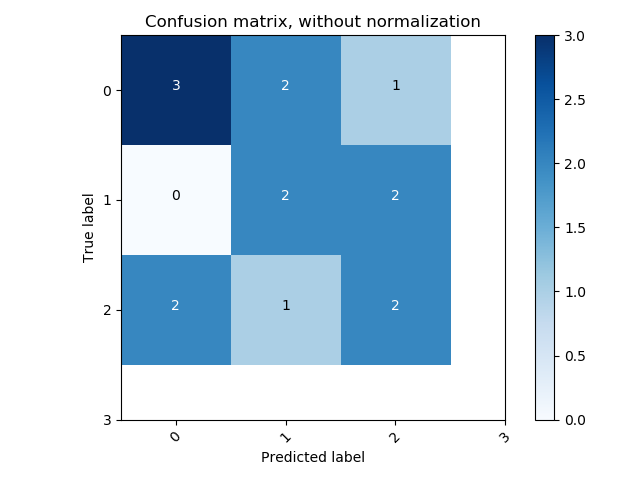 Confusion matrix, without normalization
True label
0 3 2 1
1 0 2 2
2 2 1 2
3
0 1 2 3
Predicted label
3.0
2.5
2.0
1.5
1.0
0.5
0.0